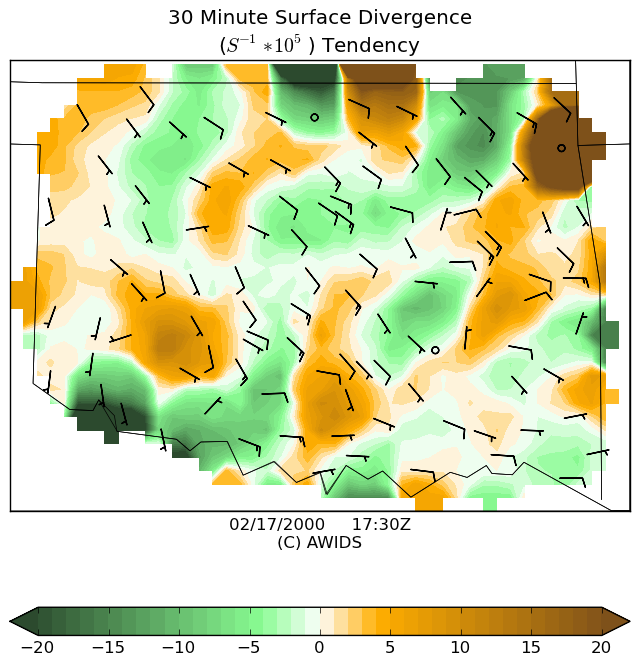 30 Minute Surface Divergence
(S⁻¹ ∗10⁵ ) Tendency
02/17/2000 17:30Z
(C) AWIDS
−20 −15 −10 −5 0 5 10 15 20